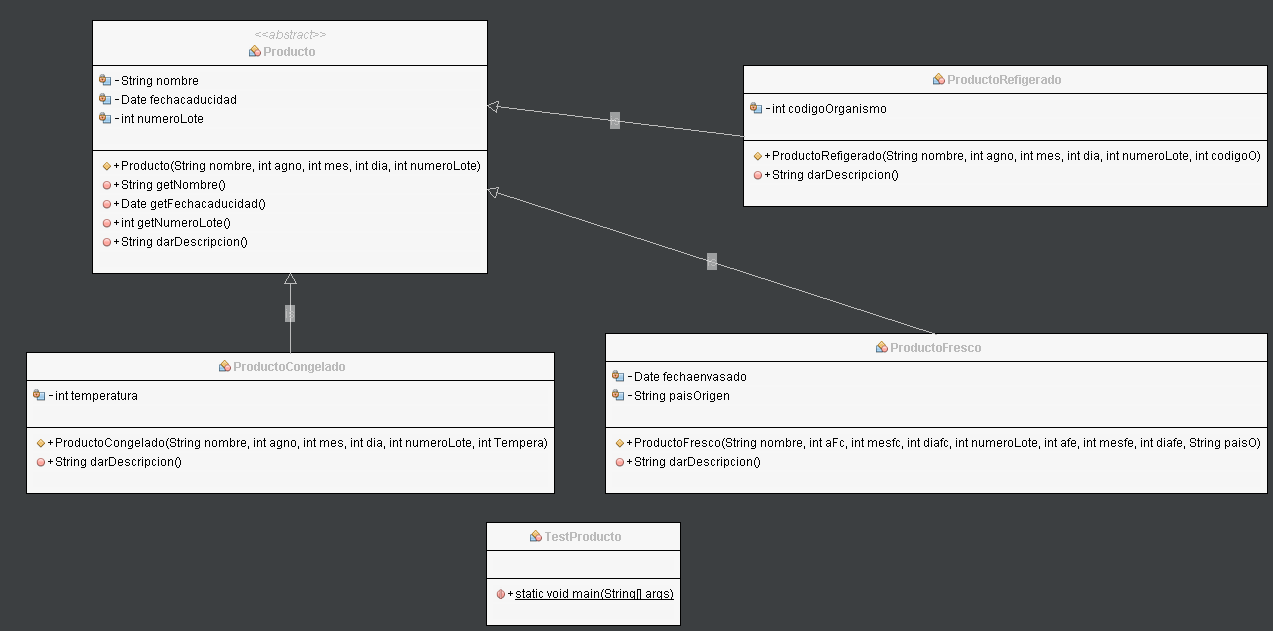 <<abstract>>
Producto
-String nombre
-Date fechacaducidad
-int numeroLote
+Producto(String nombre, int agno, int mes, int dia, int numeroLote)
+String getNombre()
+Date getFechacaducidad()
+int getNumeroLote()
+String darDescripcion()
ProductoRefigerado
-int codigoOrganismo
+ProductoRefigerado(String nombre, int agno, int mes, int dia, int numeroLote, int codigoO)
+String darDescripcion()
ProductoCongelado
-int temperatura
+ProductoCongelado(String nombre, int agno, int mes, int dia, int numeroLote, int Tempera)
+String darDescripcion()
ProductoFresco
-Date fechaenvasado
-String paisOrigen
+ProductoFresco(String nombre, int aFc, int mesfc, int diafc, int numeroLote, int afe, int mesfe, int diafe, String paisO)
+String darDescripcion()
TestProducto
+static void main(String[] args)